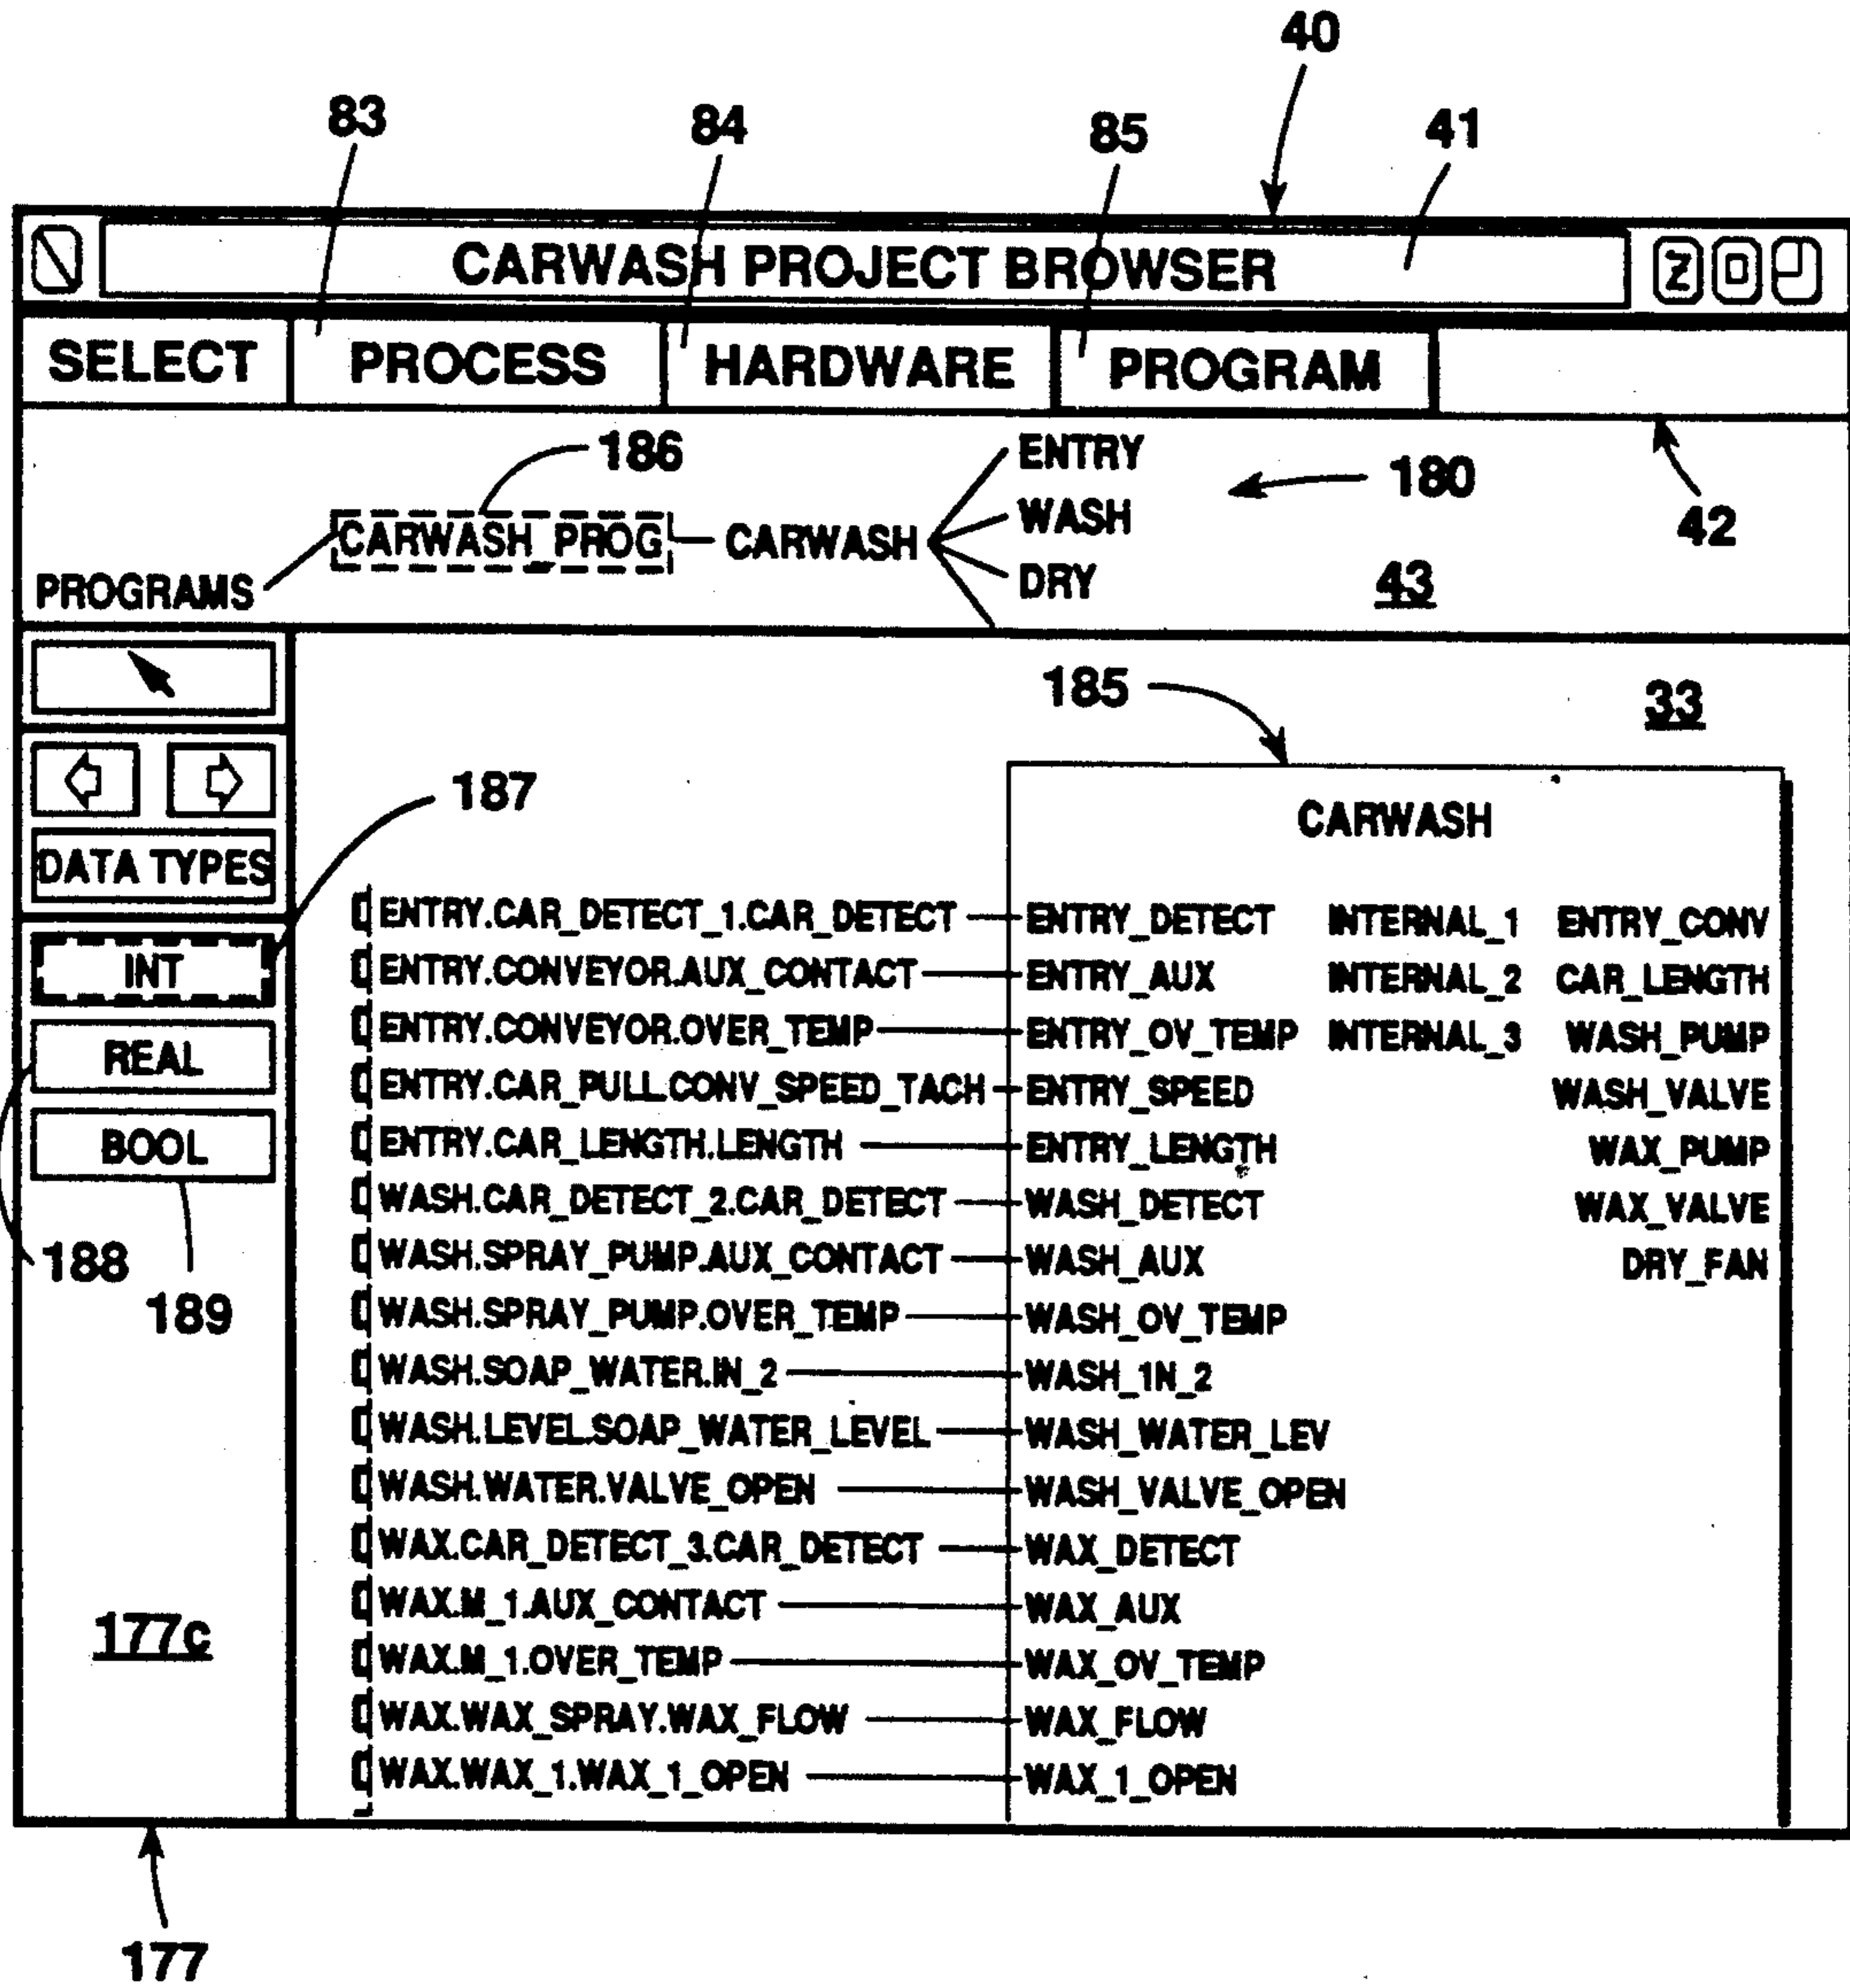 40
83
84
85
41
CARWASH PROJECT BROWSER
Z
SELECT PROCESS HARDWARE PROGRAM
186
ENTRY
180
CARWASH_PROG
CARWASH
WASH
42
PROGRAMS
DRY
43
185
33
187
CARWASH
DATA TYPES
INT
REAL
BOOL
188
189
177c
ENTRY.CAR_DETECT_1.CAR_DETECT ENTRY_DETECT INTERNAL_1 ENTRY_CONV
ENTRY.CONVEYOR.AUX_CONTACT ENTRY_AUX INTERNAL_2 CAR_LENGTH
ENTRY.CONVEYOR.OVER_TEMP ENTRY_OV_TEMP INTERNAL_3 WASH_PUMP
ENTRY.CAR_PULL.CONV_SPEED_TACH ENTRY_SPEED WASH_VALVE
ENTRY.CAR_LENGTH.LENGTH ENTRY_LENGTH WAX_PUMP
WASH.CAR_DETECT_2.CAR_DETECT WASH_DETECT WAX_VALVE
WASH.SPRAY_PUMP.AUX_CONTACT WASH_AUX DRY_FAN
WASH.SPRAY_PUMP.OVER_TEMP WASH_OV_TEMP
WASH.SOAP_WATER.IN_2 WASH_1N_2
WASH.LEVEL.SOAP_WATER_LEVEL WASH_WATER_LEV
WASH.WATER.VALVE_OPEN WASH_VALVE_OPEN
WAX.CAR_DETECT_3.CAR_DETECT WAX_DETECT
WAX.M_1.AUX_CONTACT WAX_AUX
WAX.M_1.OVER_TEMP WAX_OV_TEMP
WAX.WAX_SPRAY.WAX_FLOW WAX_FLOW
WAX.WAX_1.WAX_1_OPEN WAX_1_OPEN
177